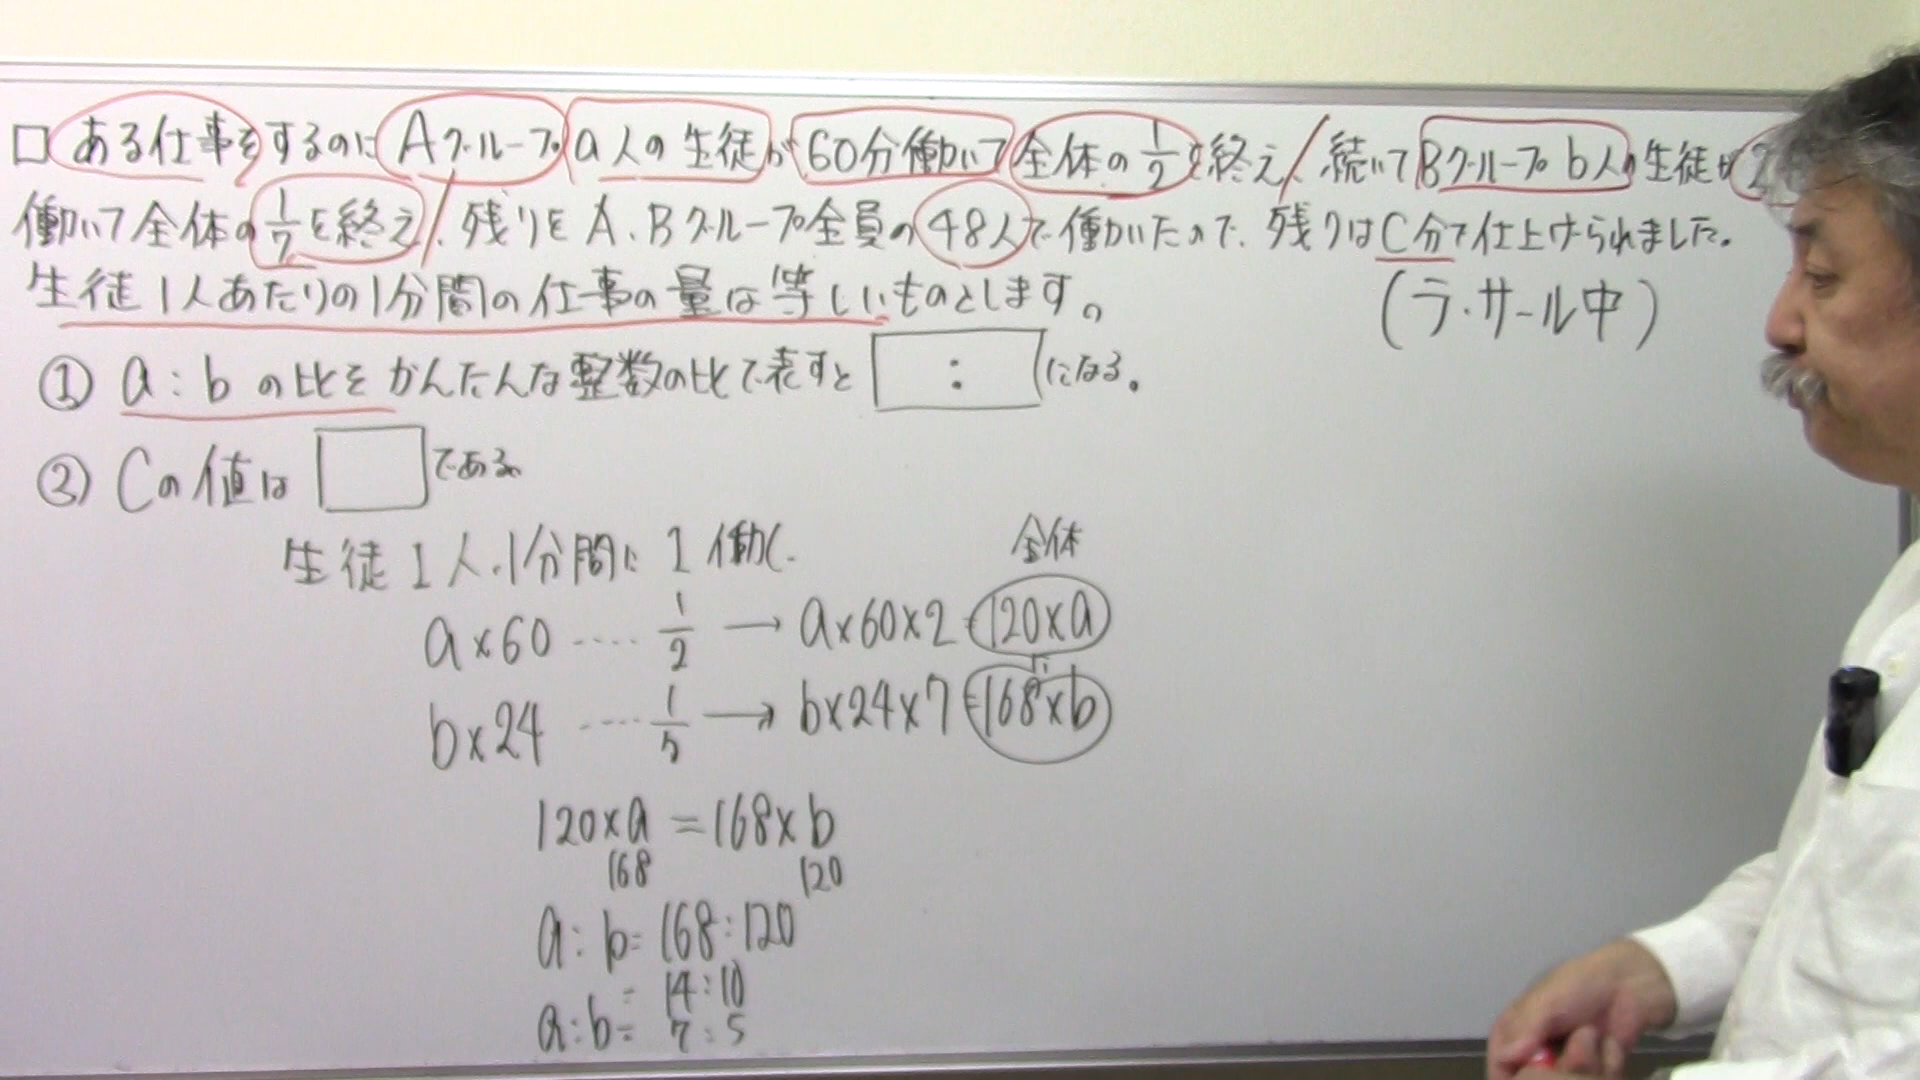 □ ある仕事をするのに Aグループ a人の生徒が 60分働いて 全体の 1/2 を終え、続いて Bグループ b人の生徒が 2
働いて全体の 1/7 を終え、残りを A、Bグループ全員の 48人で働いたので、残りはC分で仕上げられました。
生徒1人あたりの1分間の仕事の量は等しいものとします。
(ラ・サール中)
① a : b の比をかんたんな整数の比で表すと : になる。
② Cの値は である。
生徒1人、1分間に 1 働く.
全体
a×60 ····· 1/2 → a×60×2 = 120×a
b×24 ····· 1/7 → b×24×7 = 168×b
120×a = 168×b
168 120
a : b = 168 : 120
= 14 : 10
a : b = 7 : 5